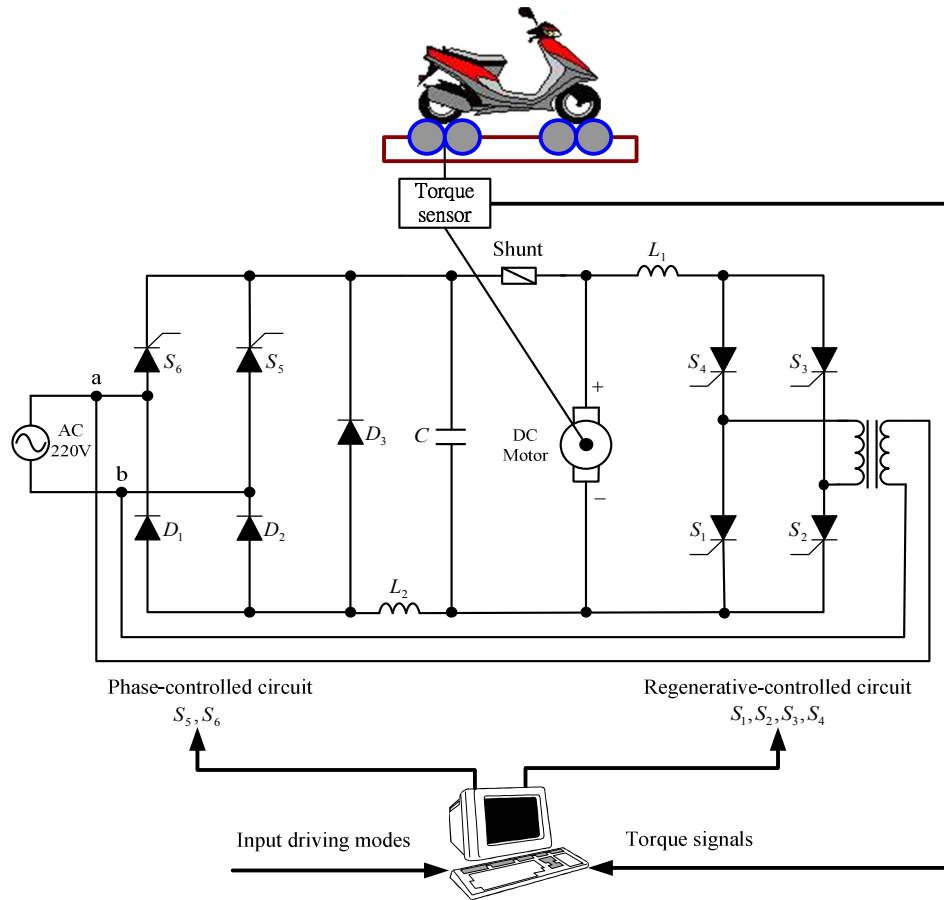 Torque
sensor
Shunt
L₁
S₆
S₅
S₄
S₃
a
+
AC
220V
D₃
C
DC
Motor
b
−
D₁
D₂
S₁
S₂
L₂
Phase-controlled circuit
S₅, S₆
Regenerative-controlled circuit
S₁, S₂, S₃, S₄
Input driving modes
Torque signals